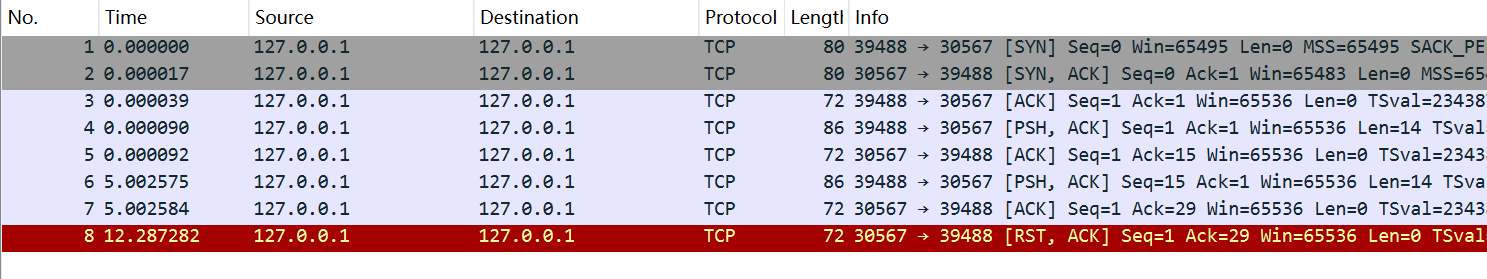 No. Time Source Destination Protocol Length Info
1 0.000000 127.0.0.1 127.0.0.1 TCP 80 39488 → 30567 [SYN] Seq=0 Win=65495 Len=0 MSS=65495 SACK_PE
2 0.000017 127.0.0.1 127.0.0.1 TCP 80 30567 → 39488 [SYN, ACK] Seq=0 Ack=1 Win=65483 Len=0 MSS=654
3 0.000039 127.0.0.1 127.0.0.1 TCP 72 39488 → 30567 [ACK] Seq=1 Ack=1 Win=65536 Len=0 TSval=23438
4 0.000090 127.0.0.1 127.0.0.1 TCP 86 39488 → 30567 [PSH, ACK] Seq=1 Ack=1 Win=65536 Len=14 TSval
5 0.000092 127.0.0.1 127.0.0.1 TCP 72 30567 → 39488 [ACK] Seq=1 Ack=15 Win=65536 Len=0 TSval=2343
6 5.002575 127.0.0.1 127.0.0.1 TCP 86 39488 → 30567 [PSH, ACK] Seq=15 Ack=1 Win=65536 Len=14 TSva
7 5.002584 127.0.0.1 127.0.0.1 TCP 72 30567 → 39488 [ACK] Seq=1 Ack=29 Win=65536 Len=0 TSval=2343
8 12.287282 127.0.0.1 127.0.0.1 TCP 72 30567 → 39488 [RST, ACK] Seq=1 Ack=29 Win=65536 Len=0 TSval